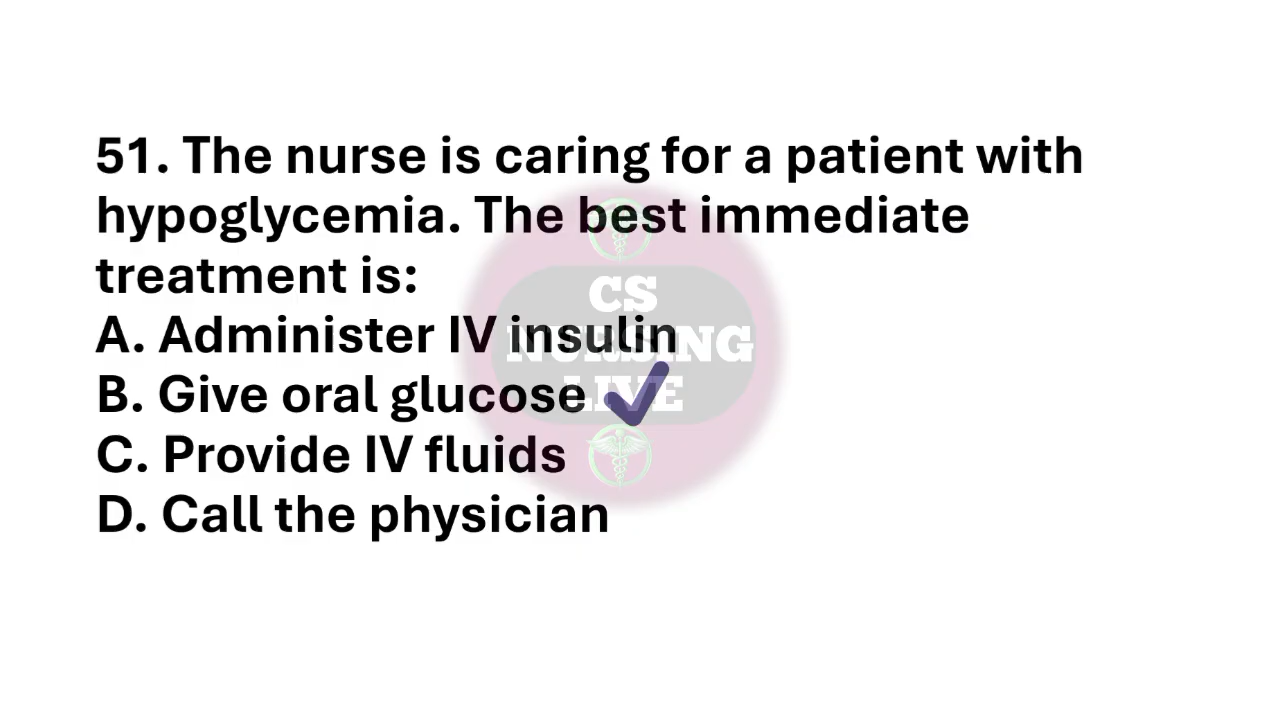 51. The nurse is caring for a patient with
hypoglycemia. The best immediate
treatment is:
A. Administer IV insulin
B. Give oral glucose
C. Provide IV fluids
D. Call the physician
CS
NURSING
LIVE